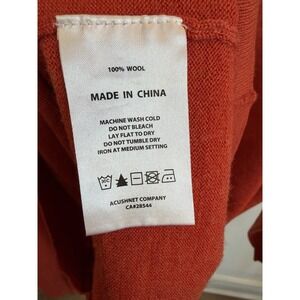 100% WOOL
MADE IN CHINA
MACHINE WASH COLD
DO NOT BLEACH
LAY FLAT TO DRY
DO NOT TUMBLE DRY
IRON AT MEDIUM SETTING
ACUSHNET COMPANY
CA#28544